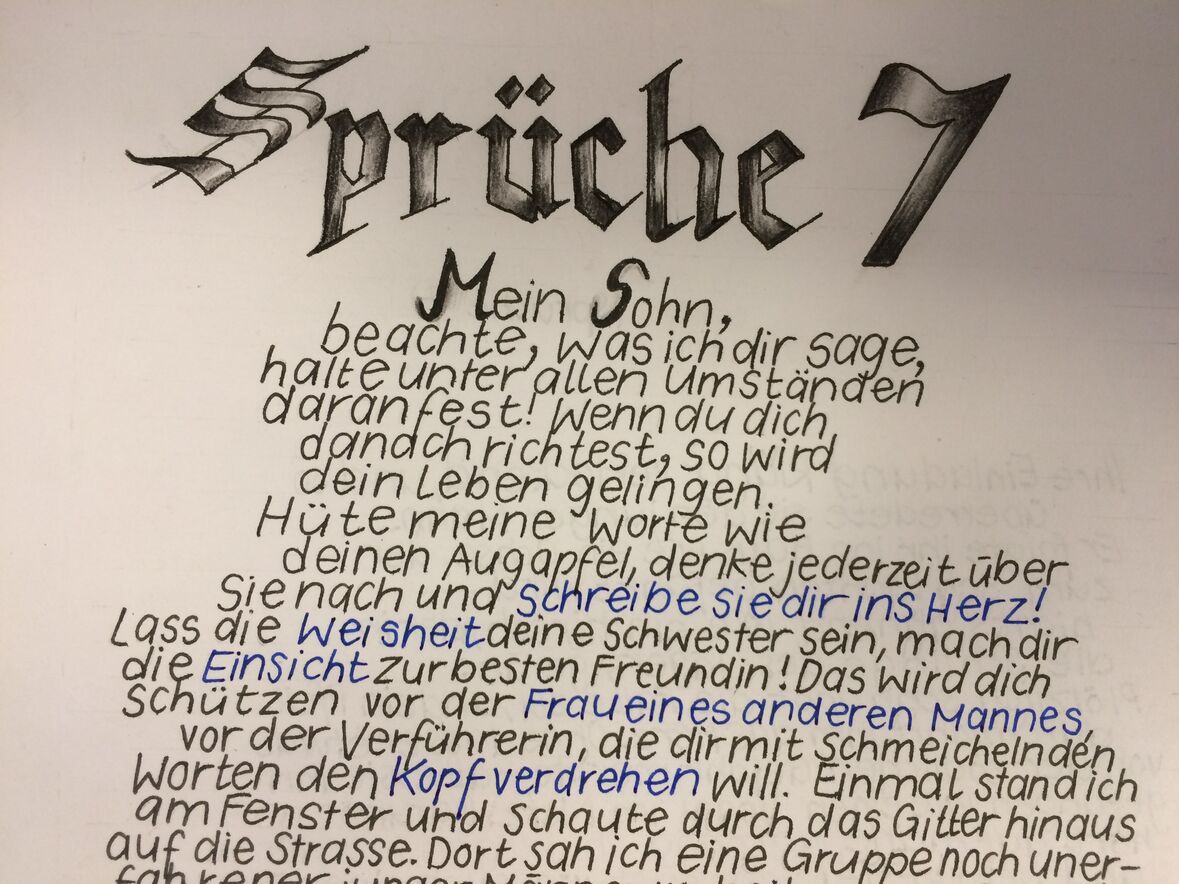 Sprüche 7
Mein Sohn,
beachte, was ich dir sage,
halte unter allen Umständen
daran fest! Wenn du dich
danach richtest, so wird
dein Leben gelingen.
Hüte meine Worte wie
deinen Augapfel, denke jederzeit über
Sie nach und Schreibe sie dir ins Herz!
Lass die Weisheit deine Schwester sein, mach dir
die Einsicht zur besten Freundin! Das wird dich
Schützen vor der Frau eines anderen Mannes,
vor der Verführerin, die dir mit Schmeichelnden
Worten den Kopf verdrehen will. Einmal stand ich
am Fenster und Schaute durch das Gitter hinaus
auf die Strasse. Dort sah ich eine Gruppe noch uner-
fahrener junger